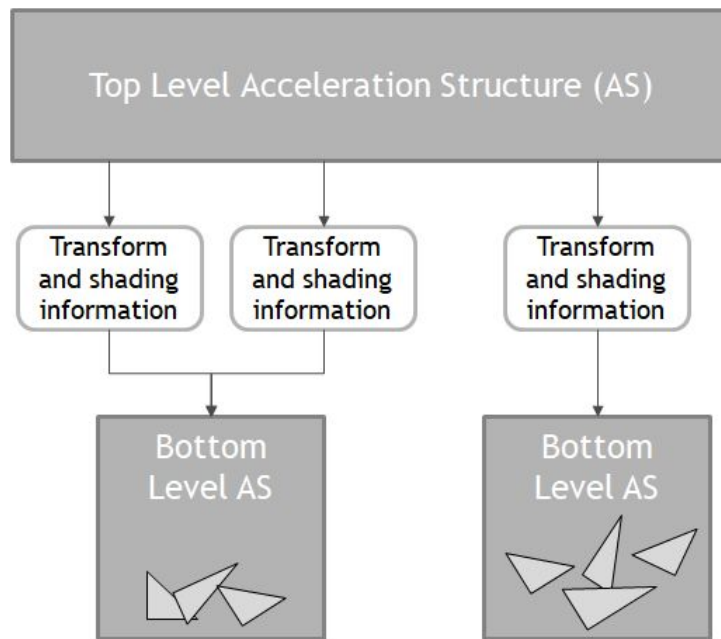 Top Level Acceleration Structure (AS)
Transform
and shading
information
Transform
and shading
information
Transform
and shading
information
Bottom
Level AS
Bottom
Level AS